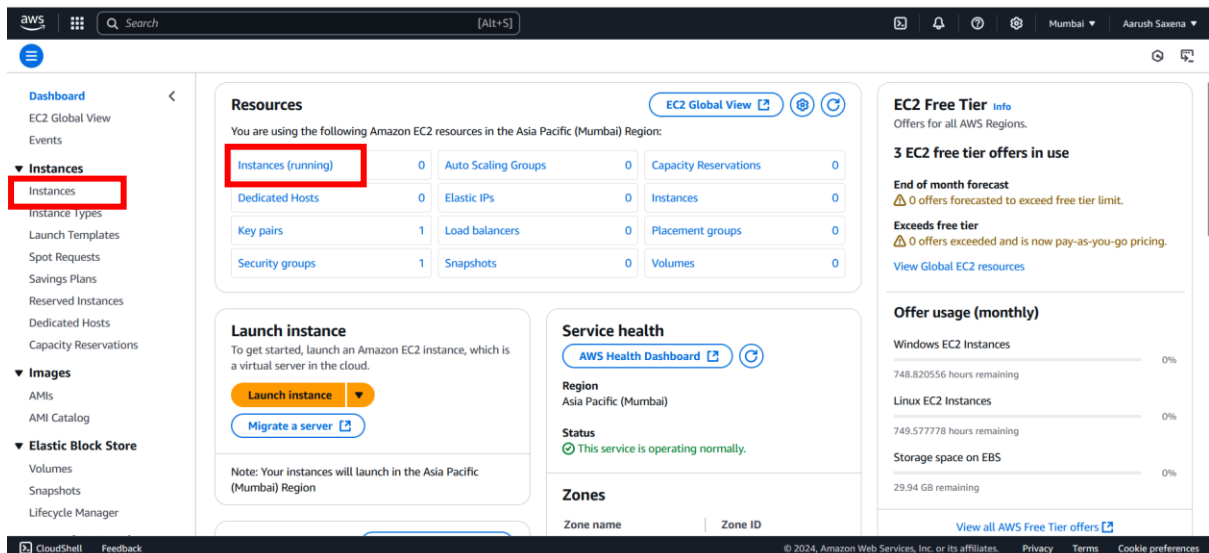 aws
Search [Alt+S]
Mumbai ▼ Aarush Saxena ▼
Dashboard
EC2 Global View
Events
▼ Instances
Instances
Instance Types
Launch Templates
Spot Requests
Savings Plans
Reserved Instances
Dedicated Hosts
Capacity Reservations
▼ Images
AMIs
AMI Catalog
▼ Elastic Block Store
Volumes
Snapshots
Lifecycle Manager
Resources
EC2 Global View
You are using the following Amazon EC2 resources in the Asia Pacific (Mumbai) Region:
Instances (running) 0 Auto Scaling Groups 0 Capacity Reservations 0
Dedicated Hosts 0 Elastic IPs 0 Instances 0
Key pairs 1 Load balancers 0 Placement groups 0
Security groups 1 Snapshots 0 Volumes 0
Launch instance
To get started, launch an Amazon EC2 instance, which is
a virtual server in the cloud.
Launch instance ▼
Migrate a server
Note: Your instances will launch in the Asia Pacific
(Mumbai) Region
Service health
AWS Health Dashboard
Region
Asia Pacific (Mumbai)
Status
This service is operating normally.
Zones
Zone name Zone ID
EC2 Free Tier Info
Offers for all AWS Regions.
3 EC2 free tier offers in use
End of month forecast
0 offers forecasted to exceed free tier limit.
Exceeds free tier
0 offers exceeded and is now pay-as-you-go pricing.
View Global EC2 resources
Offer usage (monthly)
Windows EC2 Instances
0%
748.820556 hours remaining
Linux EC2 Instances
0%
749.577778 hours remaining
Storage space on EBS
0%
29.94 GB remaining
View all AWS Free Tier offers
CloudShell Feedback
© 2024, Amazon Web Services, Inc. or its affiliates. Privacy Terms Cookie preferences